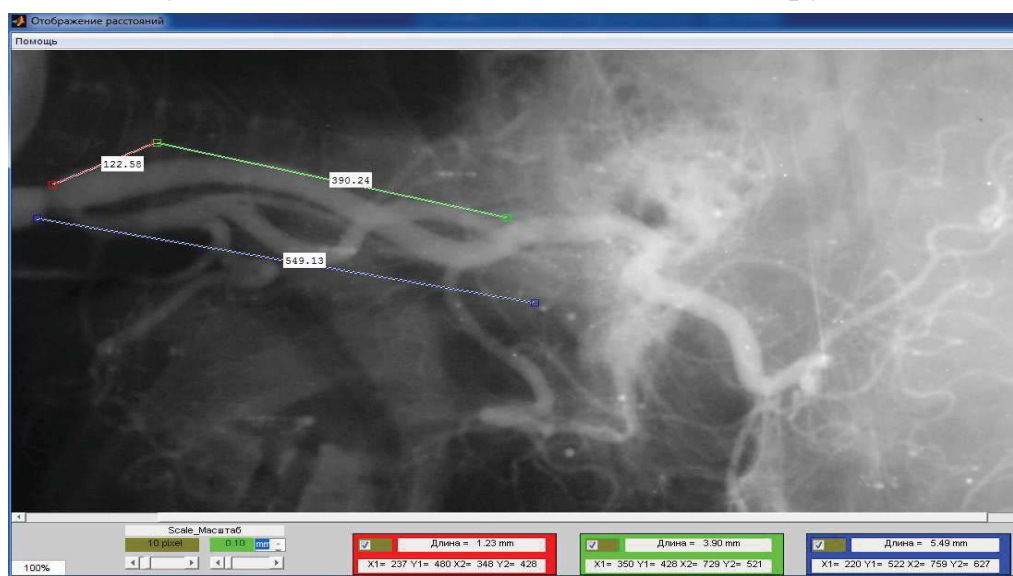 Отображение расстояний
Помощь
122.58
390.24
549.13
Scale_Масштаб
10 pixel 0.10 mm
100%
Длина = 1.23 mm
X1= 237 Y1= 480 X2= 348 Y2= 428
Длина = 3.90 mm
X1= 350 Y1= 428 X2= 729 Y2= 521
Длина = 5.49 mm
X1= 220 Y1= 522 X2= 759 Y2= 627